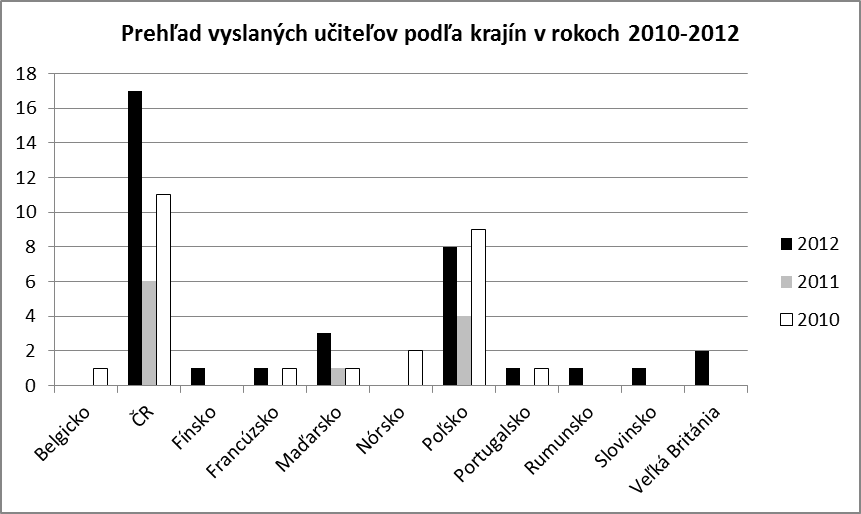 Prehľad vyslaných učiteľov podľa krajín v rokoch 2010-2012
18
16
14
12
10
8
6
4
2
0
Belgicko
ČR
Fínsko
Francúzsko
Maďarsko
Nórsko
Poľsko
Portugalsko
Rumunsko
Slovinsko
Veľká Británia
2012
2011
2010